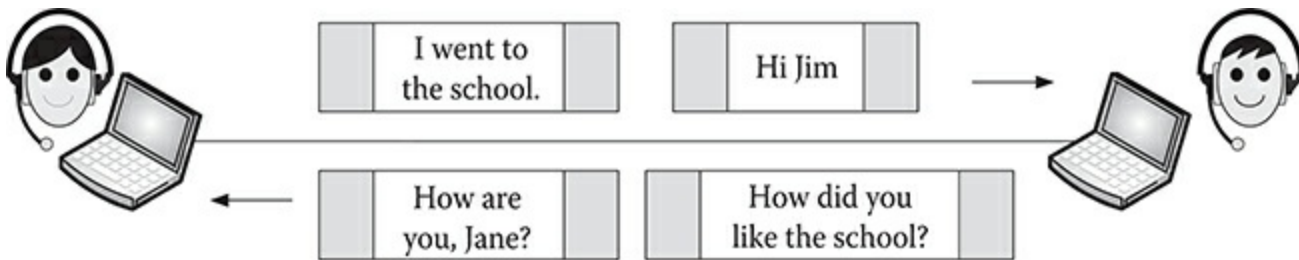 I went to
the school.
Hi Jim
How are
you, Jane?
How did you
like the school?